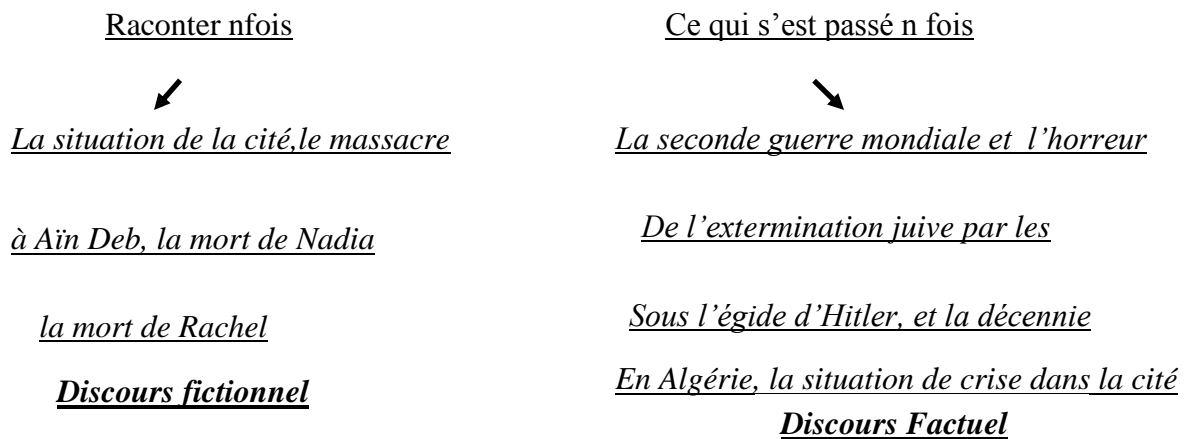 Raconter nfois
La situation de la cité,le massacre
à Aïn Deb, la mort de Nadia
la mort de Rachel
Discours fictionnel
Ce qui s’est passé n fois
La seconde guerre mondiale et l’horreur
De l’extermination juive par les
Sous l’égide d’Hitler, et la décennie
En Algérie, la situation de crise dans la cité
Discours Factuel